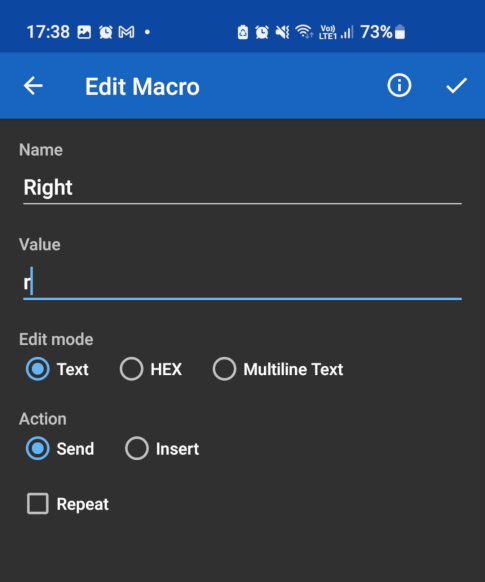 17:38 73%
Vo))
LTE1
Edit Macro
Name
Right
Value
r
Edit mode
Text HEX Multiline Text
Action
Send Insert
Repeat